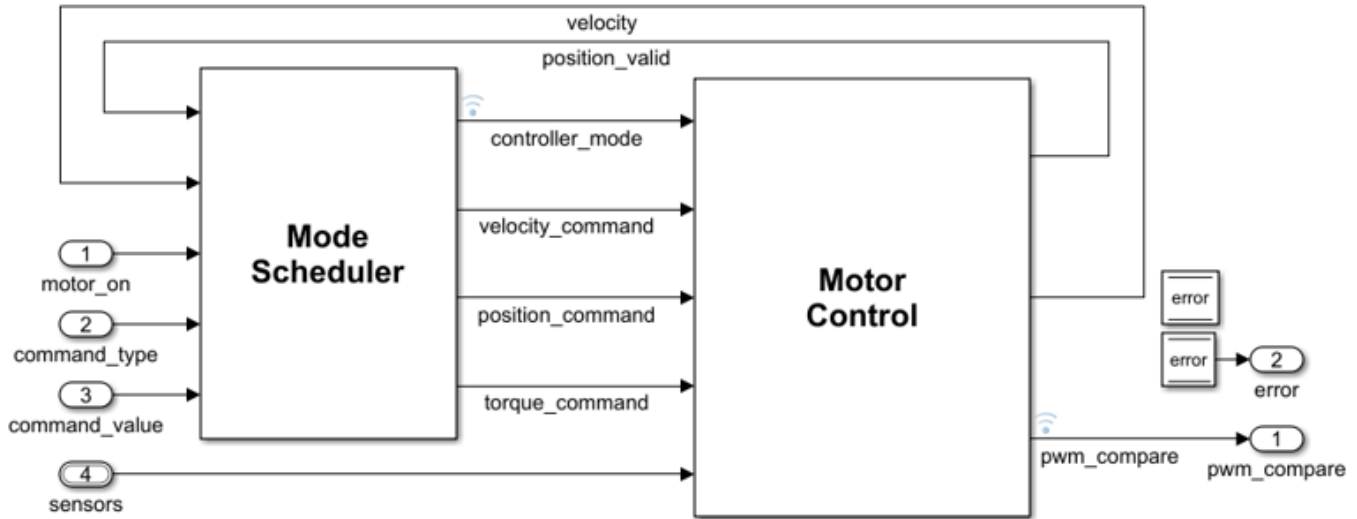 velocity
position_valid
controller_mode
velocity_command
Mode
Scheduler
position_command
torque_command
1
motor_on
2
command_type
3
command_value
4
sensors
Motor
Control
error
error
2
error
pwm_compare
1
pwm_compare